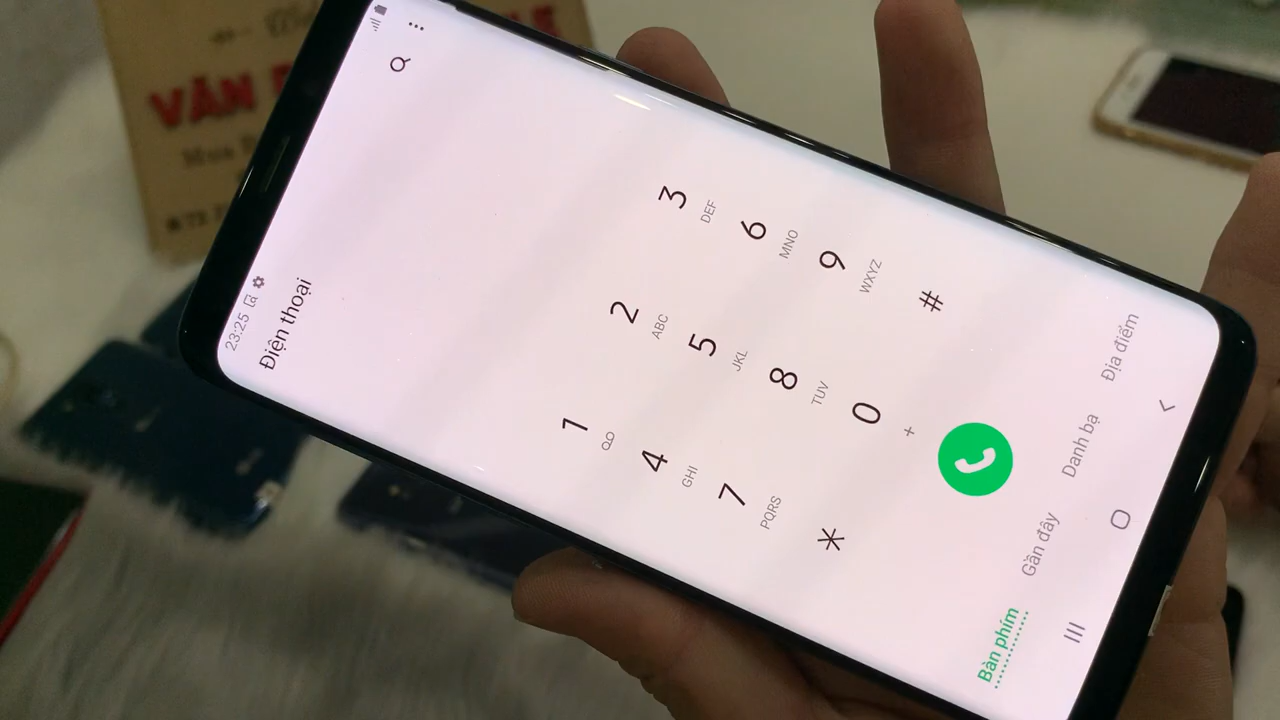 23:25
Điện thoại
1
2 ABC
3 DEF
4 GHI
5 JKL
6 MNO
7 PQRS
8 TUV
9 WXYZ
*
0 +
#
Bàn phím
Gần đây
Danh bạ
Địa điểm
VĂN